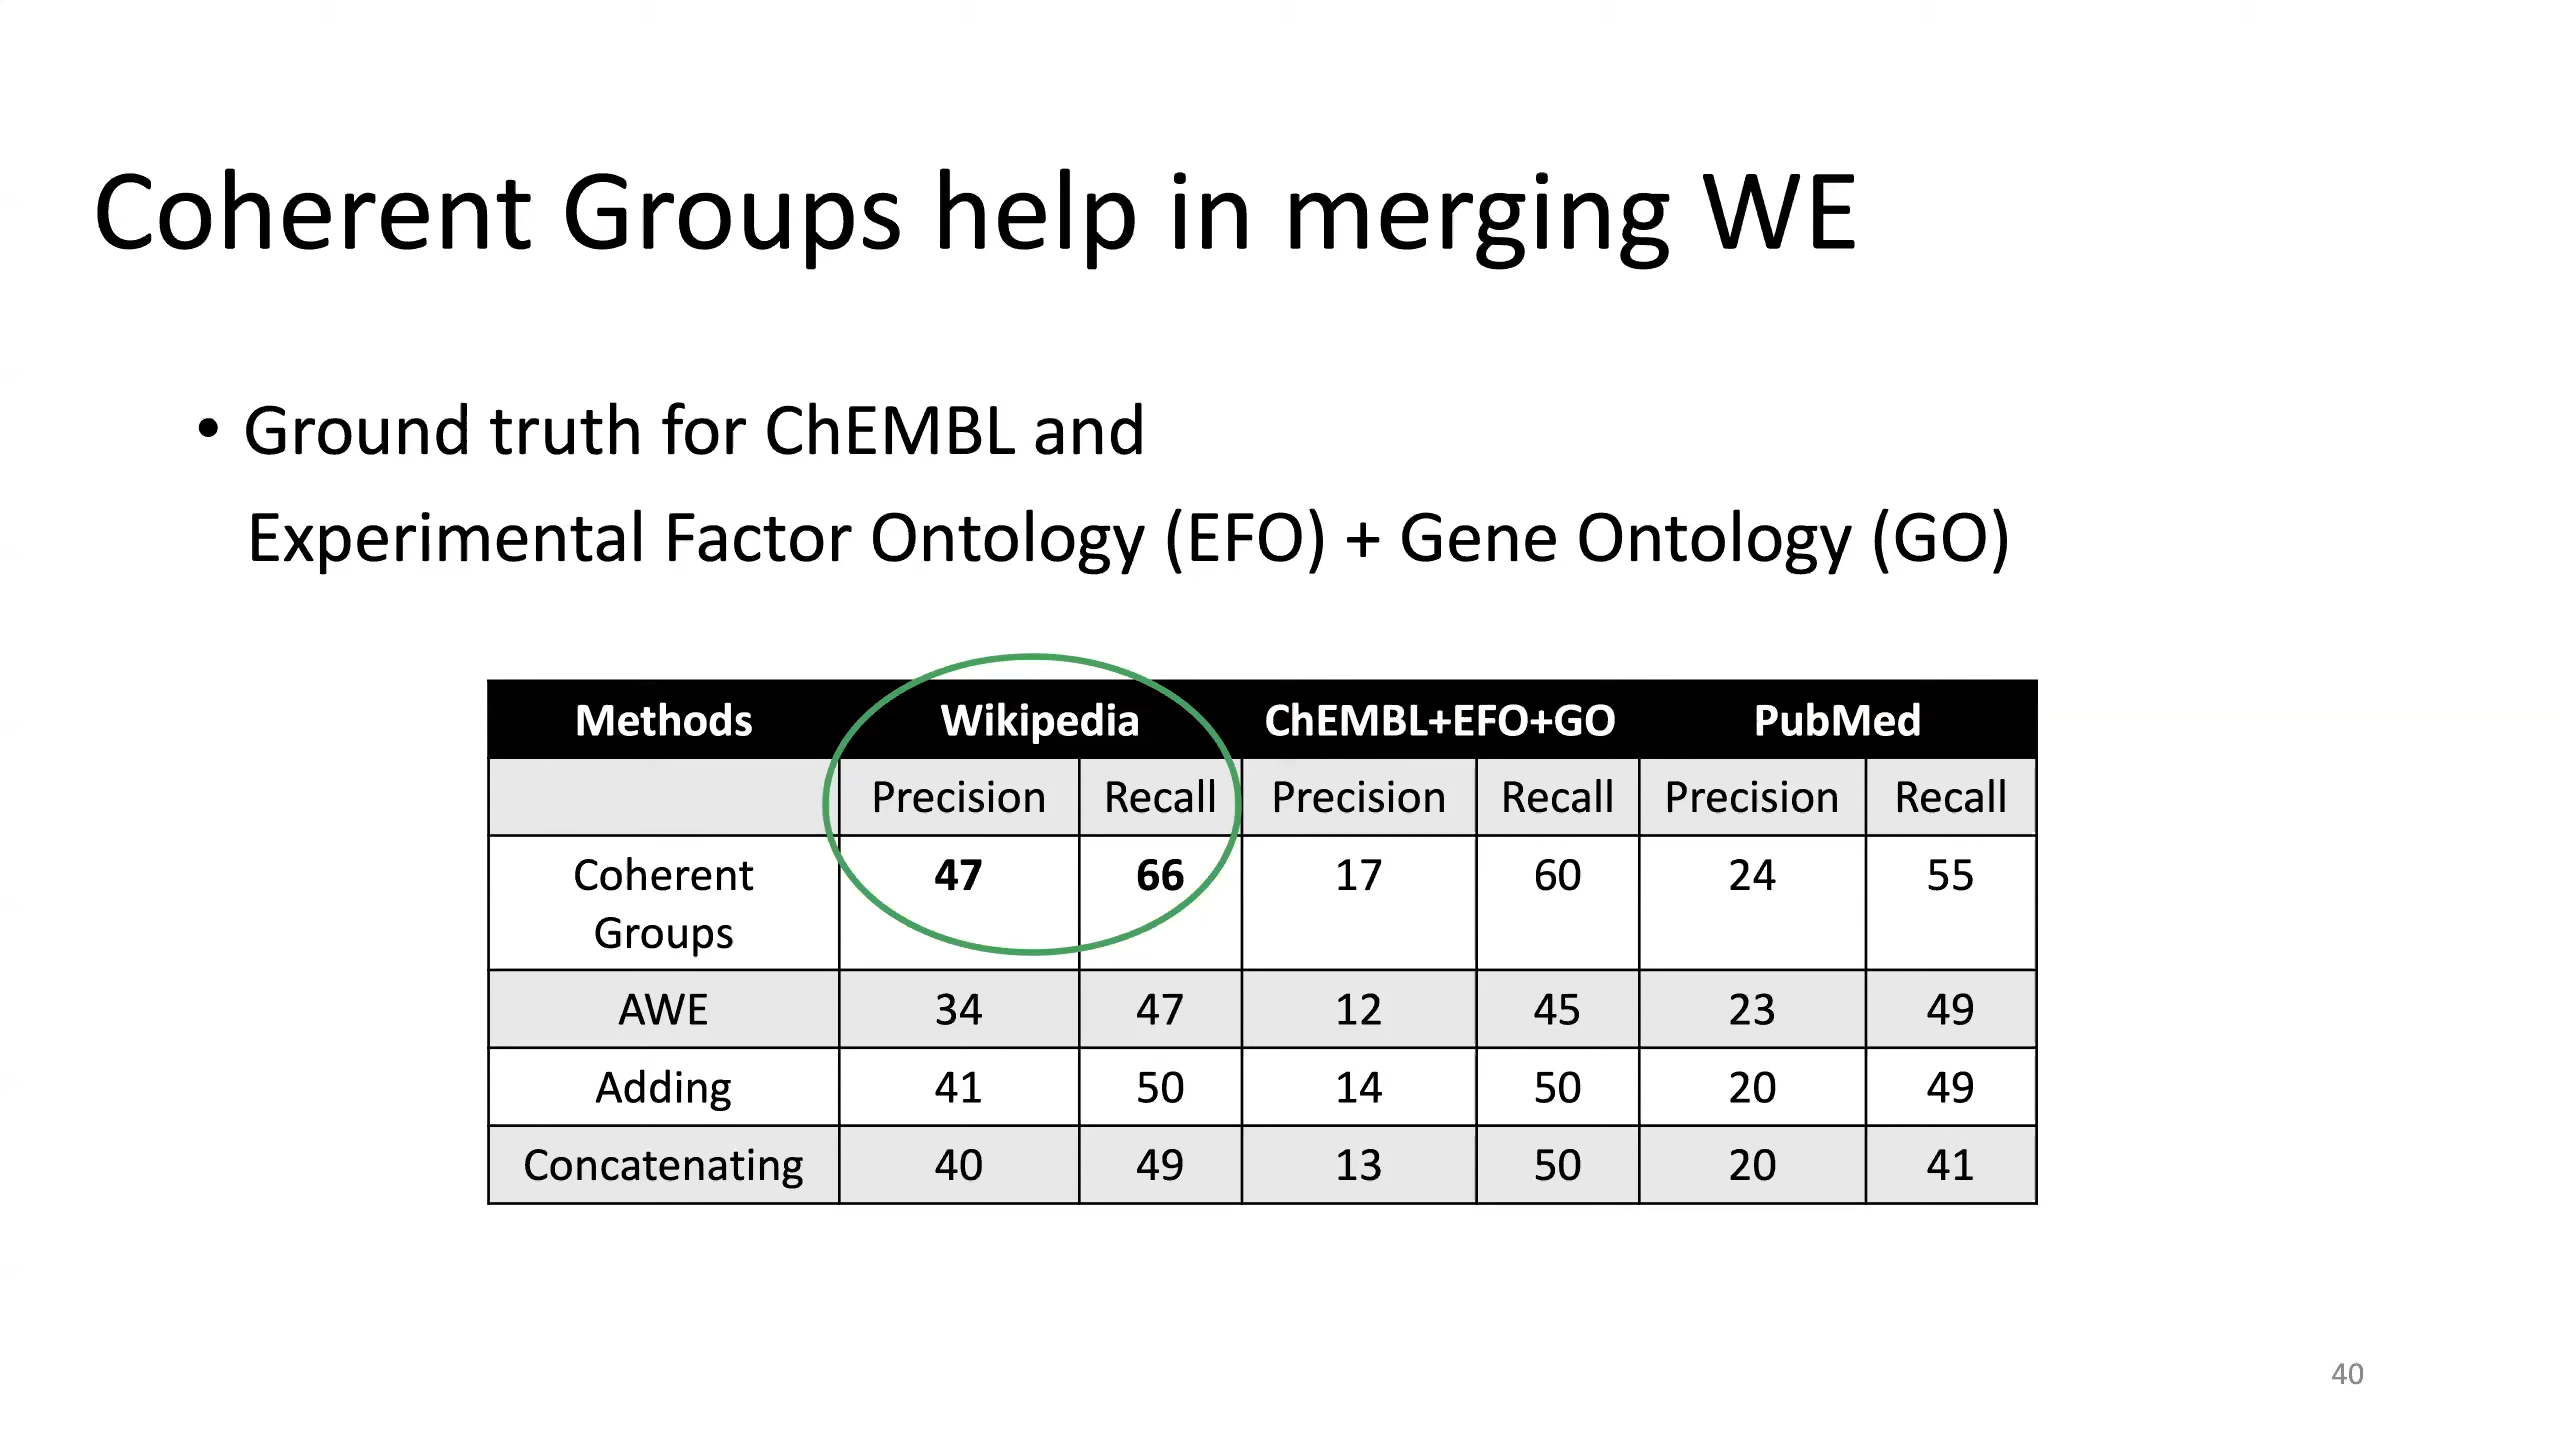 Coherent Groups help in merging WE
• Ground truth for ChEMBL and
Experimental Factor Ontology (EFO) + Gene Ontology (GO)
Methods Wikipedia ChEMBL+EFO+GO PubMed
Precision Recall Precision Recall Precision Recall
Coherent Groups 47 66 17 60 24 55
AWE 34 47 12 45 23 49
Adding 41 50 14 50 20 49
Concatenating 40 49 13 50 20 41
40